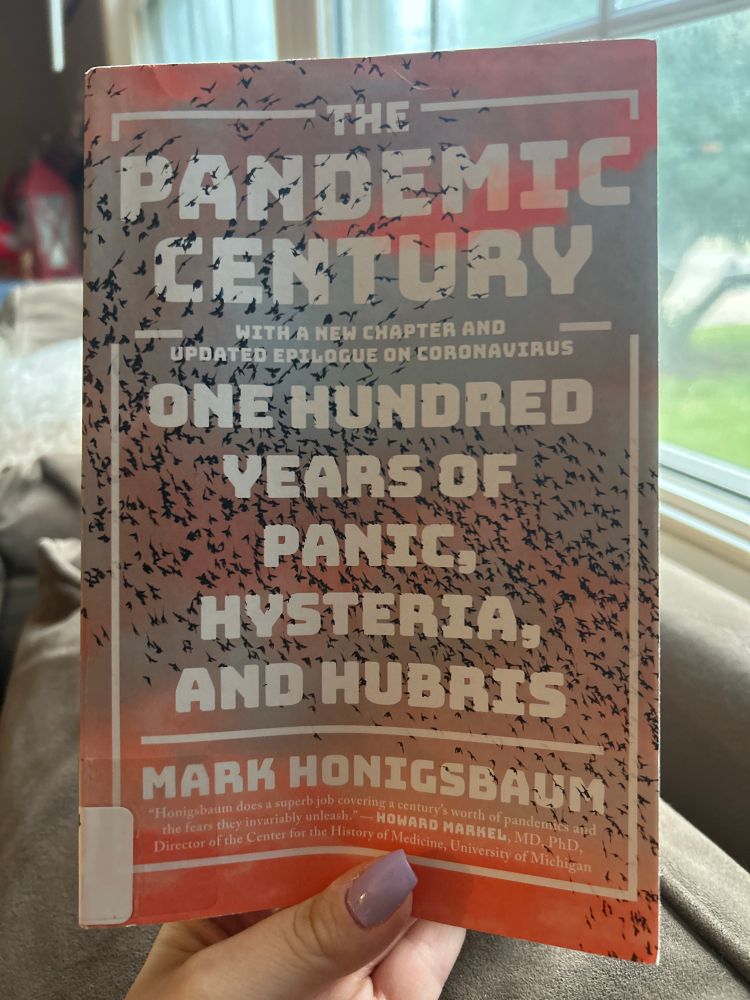 THE
PANDEMIC
CENTURY
WITH A NEW CHAPTER AND
UPDATED EPILOGUE ON CORONAVIRUS
ONE HUNDRED
YEARS OF
PANIC,
HYSTERIA,
AND HUBRIS
MARK HONIGSBAUM
“Honigsbaum does a superb job covering a century’s worth of pandemics and
the fears they invariably unleash.” — HOWARD MARKEL, MD, PhD,
Director of the Center for the History of Medicine, University of Michigan